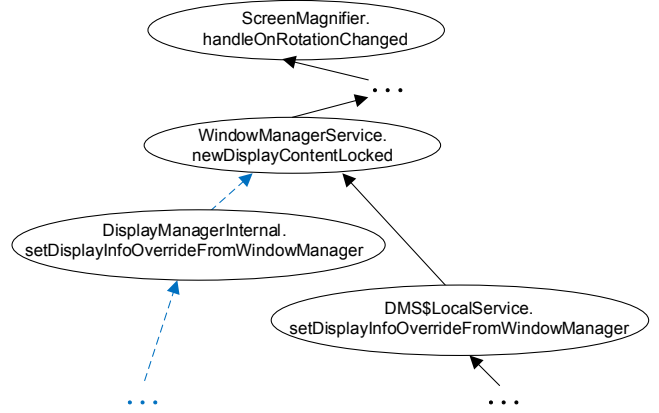 ScreenMagnifier.
handleOnRotationChanged
...
WindowManagerService.
newDisplayContentLocked
DisplayManagerInternal.
setDisplayInfoOverrideFromWindowManager
DMS$LocalService.
setDisplayInfoOverrideFromWindowManager
...
...